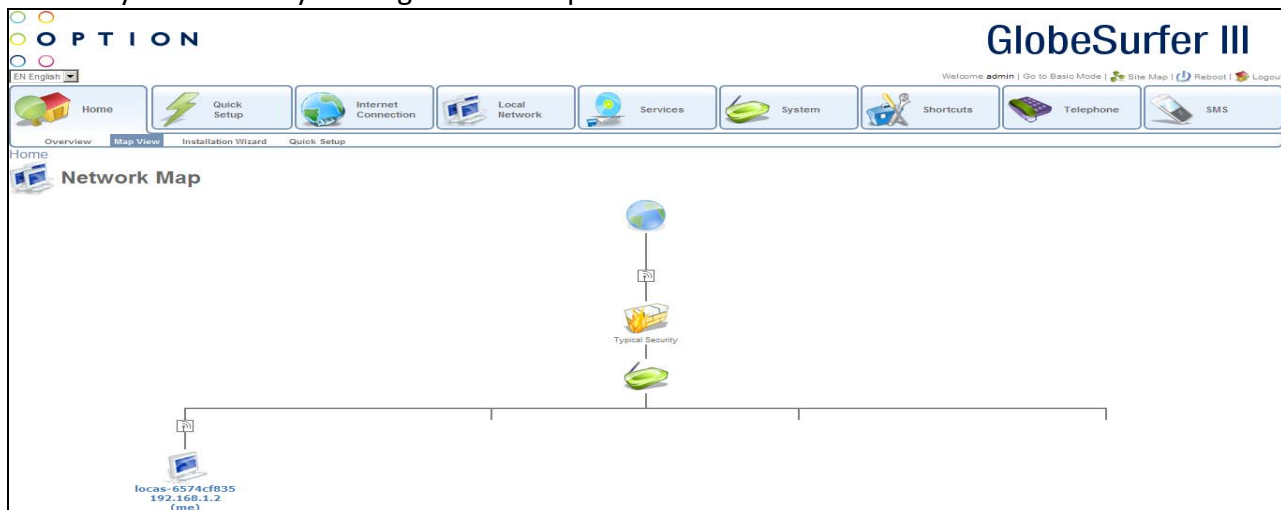 OPTION
GlobeSurfer III
EN English
Welcome admin | Go to Basic Mode | Site Map | Reboot | Logout
Home
Quick Setup
Internet Connection
Local Network
Services
System
Shortcuts
Telephone
SMS
Overview Map View Installation Wizard Quick Setup
Home
Network Map
Typical Security
locas-6574cf835
192.168.1.2
(me)